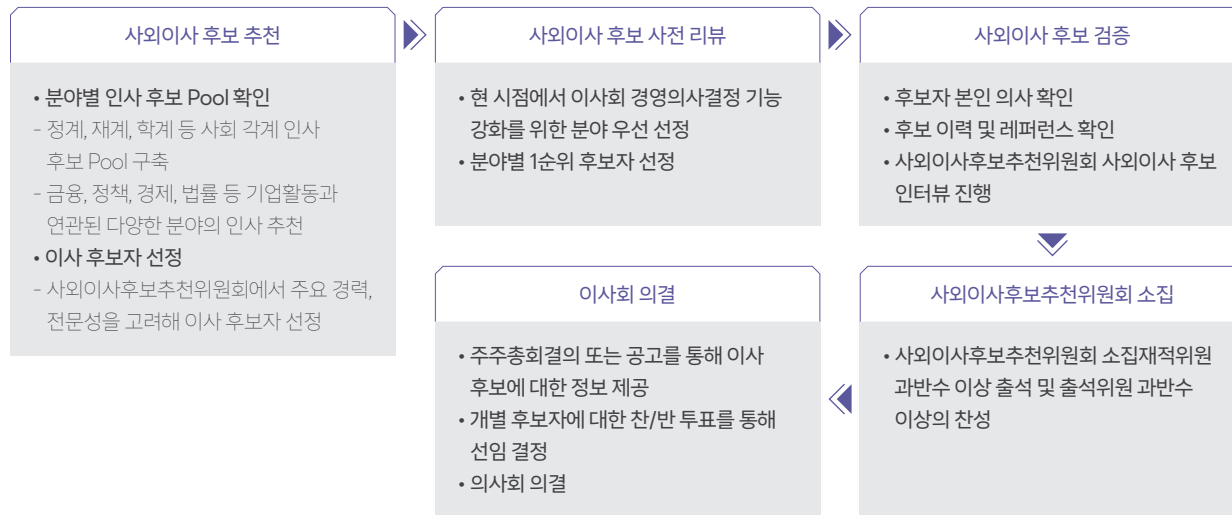 사외이사 후보 추천
• 분야별 인사 후보 Pool 확인
- 정계, 재계, 학계 등 사회 각계 인사
후보 Pool 구축
- 금융, 정책, 경제, 법률 등 기업활동과
연관된 다양한 분야의 인사 추천
• 이사 후보자 선정
- 사외이사후보추천위원회에서 주요 경력,
전문성을 고려해 이사 후보자 선정
사외이사 후보 사전 리뷰
• 현 시점에서 이사회 경영의사결정 기능
강화를 위한 분야 우선 선정
• 분야별 1순위 후보자 선정
사외이사 후보 검증
• 후보자 본인 의사 확인
• 후보 이력 및 레퍼런스 확인
• 사외이사후보추천위원회 사외이사 후보
인터뷰 진행
사외이사후보추천위원회 소집
• 사외이사후보추천위원회 소집재적위원
과반수 이상 출석 및 출석위원 과반수
이상의 찬성
이사회 의결
• 주주총회결의 또는 공고를 통해 이사
후보에 대한 정보 제공
• 개별 후보자에 대한 찬/반 투표를 통해
선임 결정
• 의사회 의결